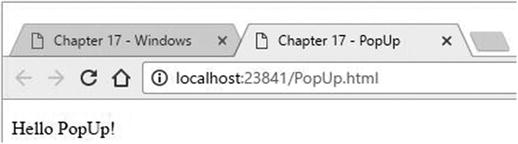 Chapter 17 - Windows
Chapter 17 - PopUp
localhost:23841/PopUp.html
Hello PopUp!